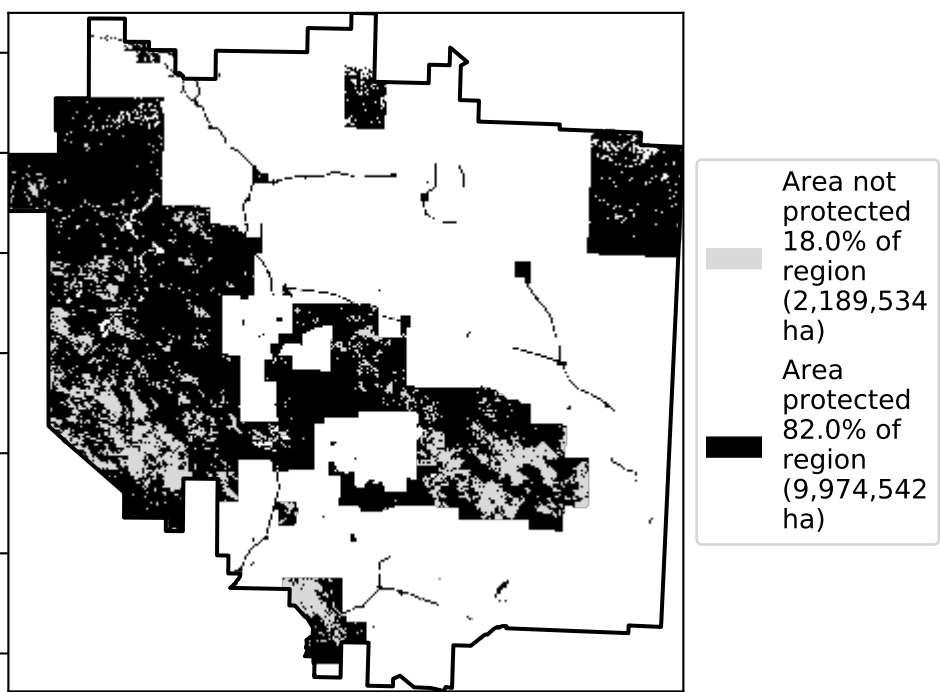 Area not
protected
18.0% of
region
(2,189,534
ha)
Area
protected
82.0% of
region
(9,974,542
ha)